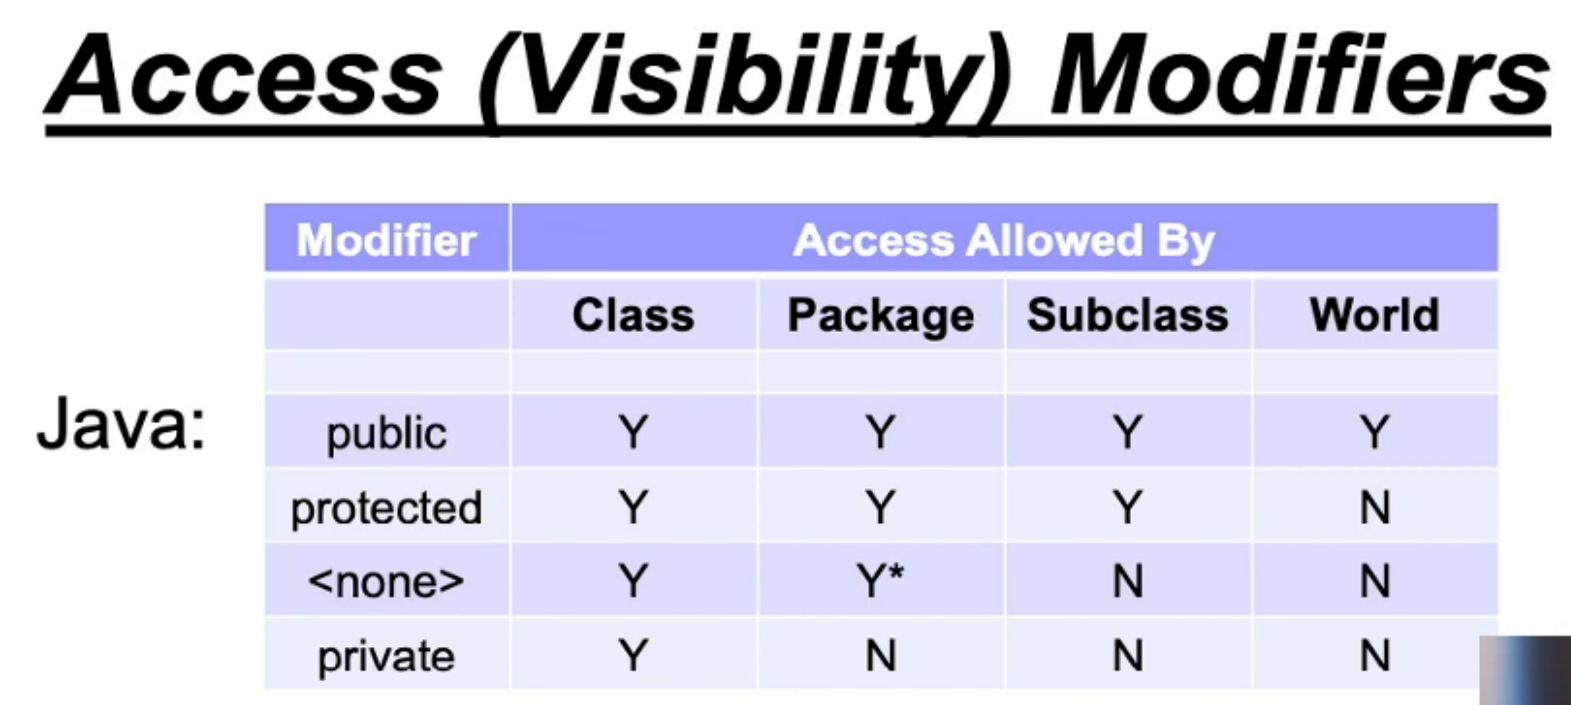 Access (Visibility) Modifiers
Modifier Access Allowed By
Class Package Subclass World
Java:
public Y Y Y Y
protected Y Y Y N
<none> Y Y* N N
private Y N N N